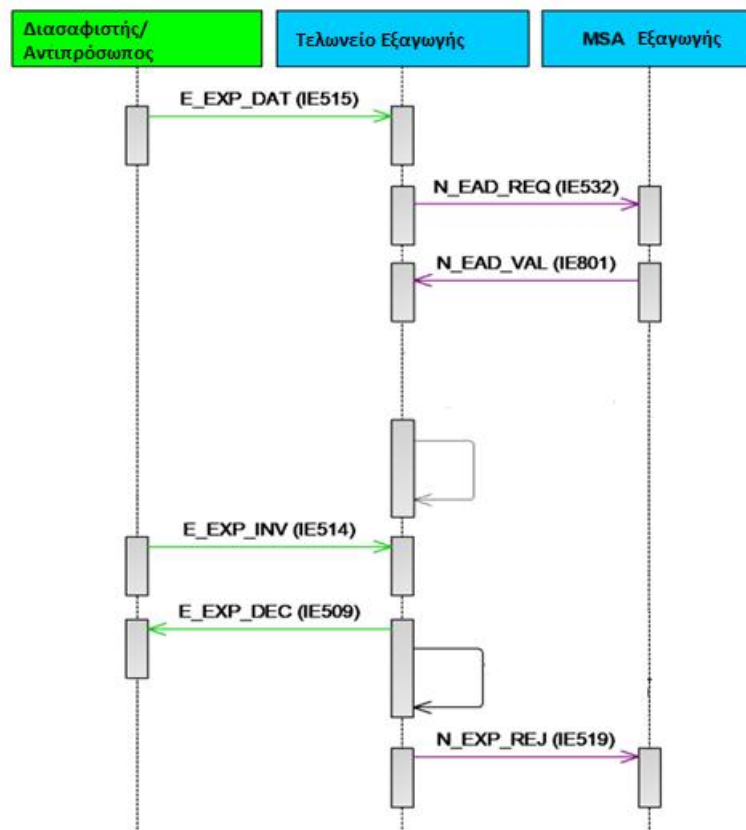 Διασαφιστής/
Αντιπρόσωπος
Τελωνείο Εξαγωγής
MSA Εξαγωγής
E_EXP_DAT (IE515)
N_EAD_REQ (IE532)
N_EAD_VAL (IE801)
E_EXP_INV (IE514)
E_EXP_DEC (IE509)
N_EXP_REJ (IE519)